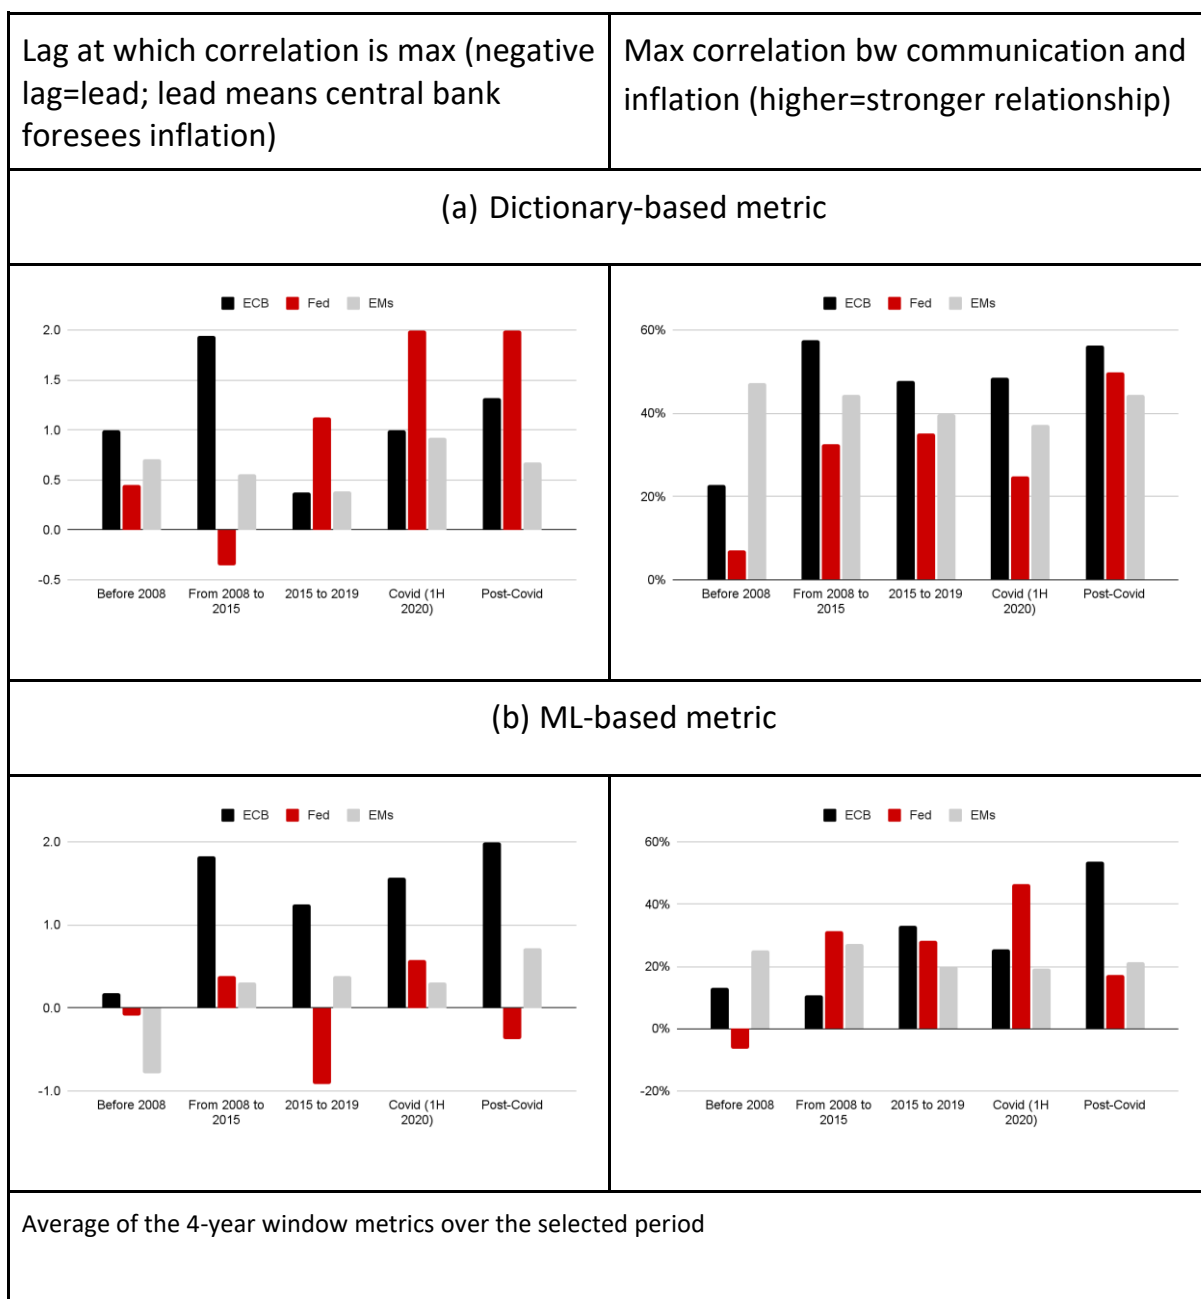 Lag at which correlation is max (negative
lag=lead; lead means central bank
foresees inflation)
Max correlation bw communication and
inflation (higher=stronger relationship)
(a) Dictionary-based metric
ECB Fed EMs
2.0
1.5
1.0
0.5
0.0
-0.5
Before 2008 From 2008 to 2015 to 2019 Covid (1H Post-Covid
2015 2020)
ECB Fed EMs
60%
40%
20%
0%
Before 2008 From 2008 to 2015 to 2019 Covid (1H Post-Covid
2015 2020)
(b) ML-based metric
ECB Fed EMs
2.0
1.0
0.0
-1.0
Before 2008 From 2008 to 2015 to 2019 Covid (1H Post-Covid
2015 2020)
ECB Fed EMs
60%
40%
20%
0%
-20%
Before 2008 From 2008 to 2015 to 2019 Covid (1H Post-Covid
2015 2020)
Average of the 4-year window metrics over the selected period